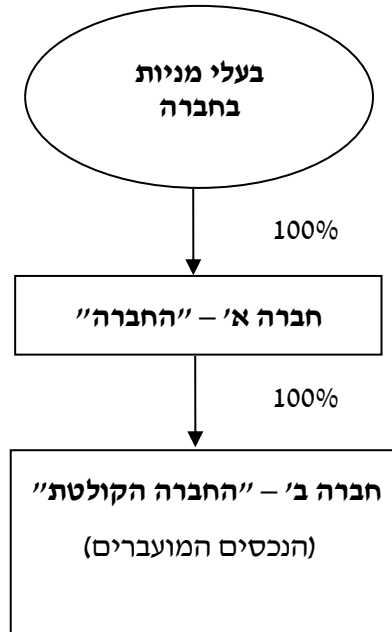 בעלי מניות
בחברה
100%
חברה א' – "החברה"
100%
חברה ב' – "החברה הקולטת"
(הנכסים המועברים)